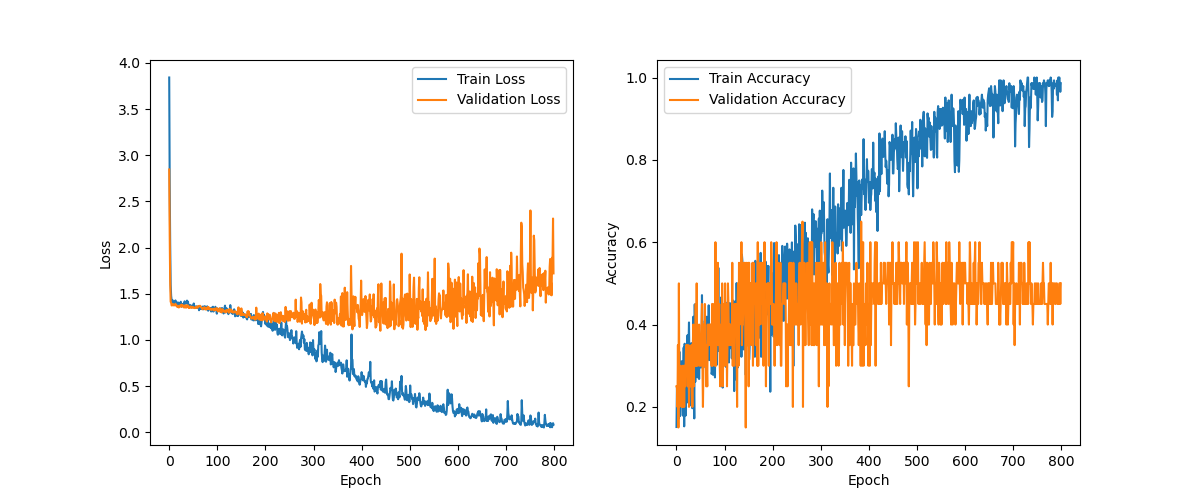 4.0
3.5
3.0
2.5
2.0
1.5
1.0
0.5
0.0
Loss
0 100 200 300 400 500 600 700 800
Epoch
Train Loss
Validation Loss
1.0
0.8
0.6
0.4
0.2
Accuracy
0 100 200 300 400 500 600 700 800
Epoch
Train Accuracy
Validation Accuracy